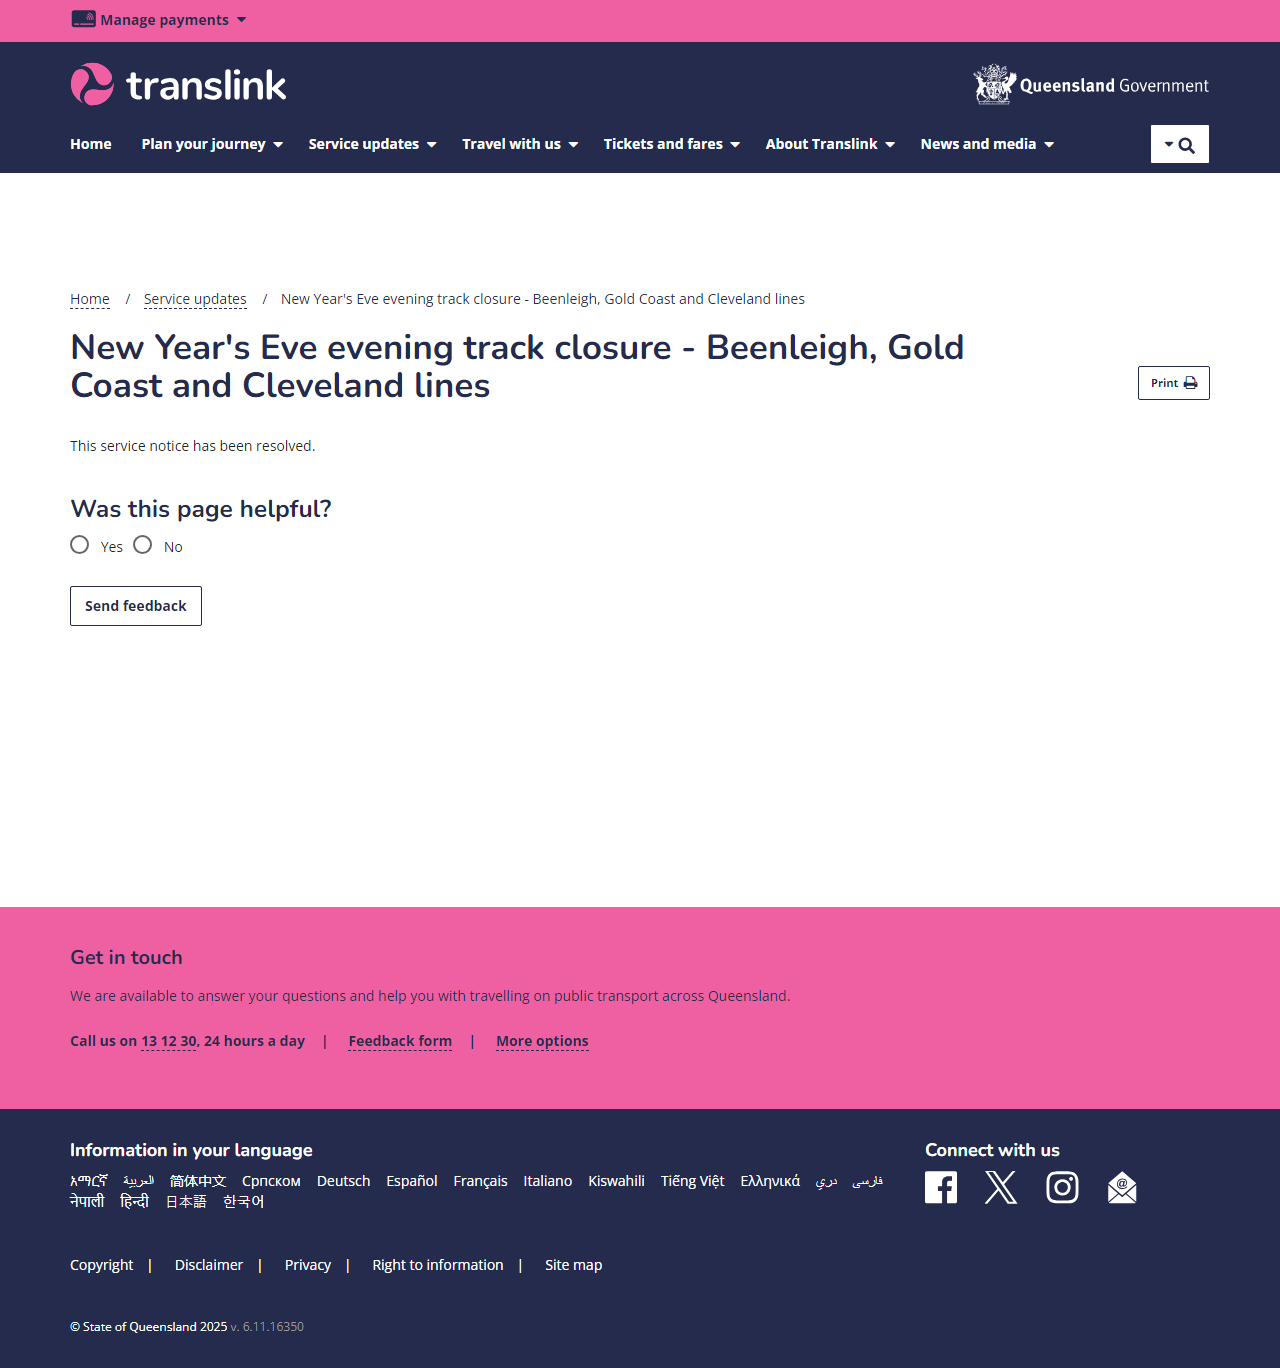 Manage payments
translink
Queensland Government
Home Plan your journey Service updates Travel with us Tickets and fares About Translink News and media
Home / Service updates / New Year's Eve evening track closure - Beenleigh, Gold Coast and Cleveland lines
New Year's Eve evening track closure - Beenleigh, Gold
Coast and Cleveland lines
Print
This service notice has been resolved.
Was this page helpful?
Yes No
Send feedback
Get in touch
We are available to answer your questions and help you with travelling on public transport across Queensland.
Call us on 13 12 30, 24 hours a day | Feedback form | More options
Information in your language
አማርኛ العربية 简体中文 Српском Deutsch Español Français Italiano Kiswahili Tiếng Việt Ελληνικά دري فارسی
नेपाली हिन्दी 日本語 한국어
Connect with us
Copyright | Disclaimer | Privacy | Right to information | Site map
© State of Queensland 2025 v. 6.11.16350